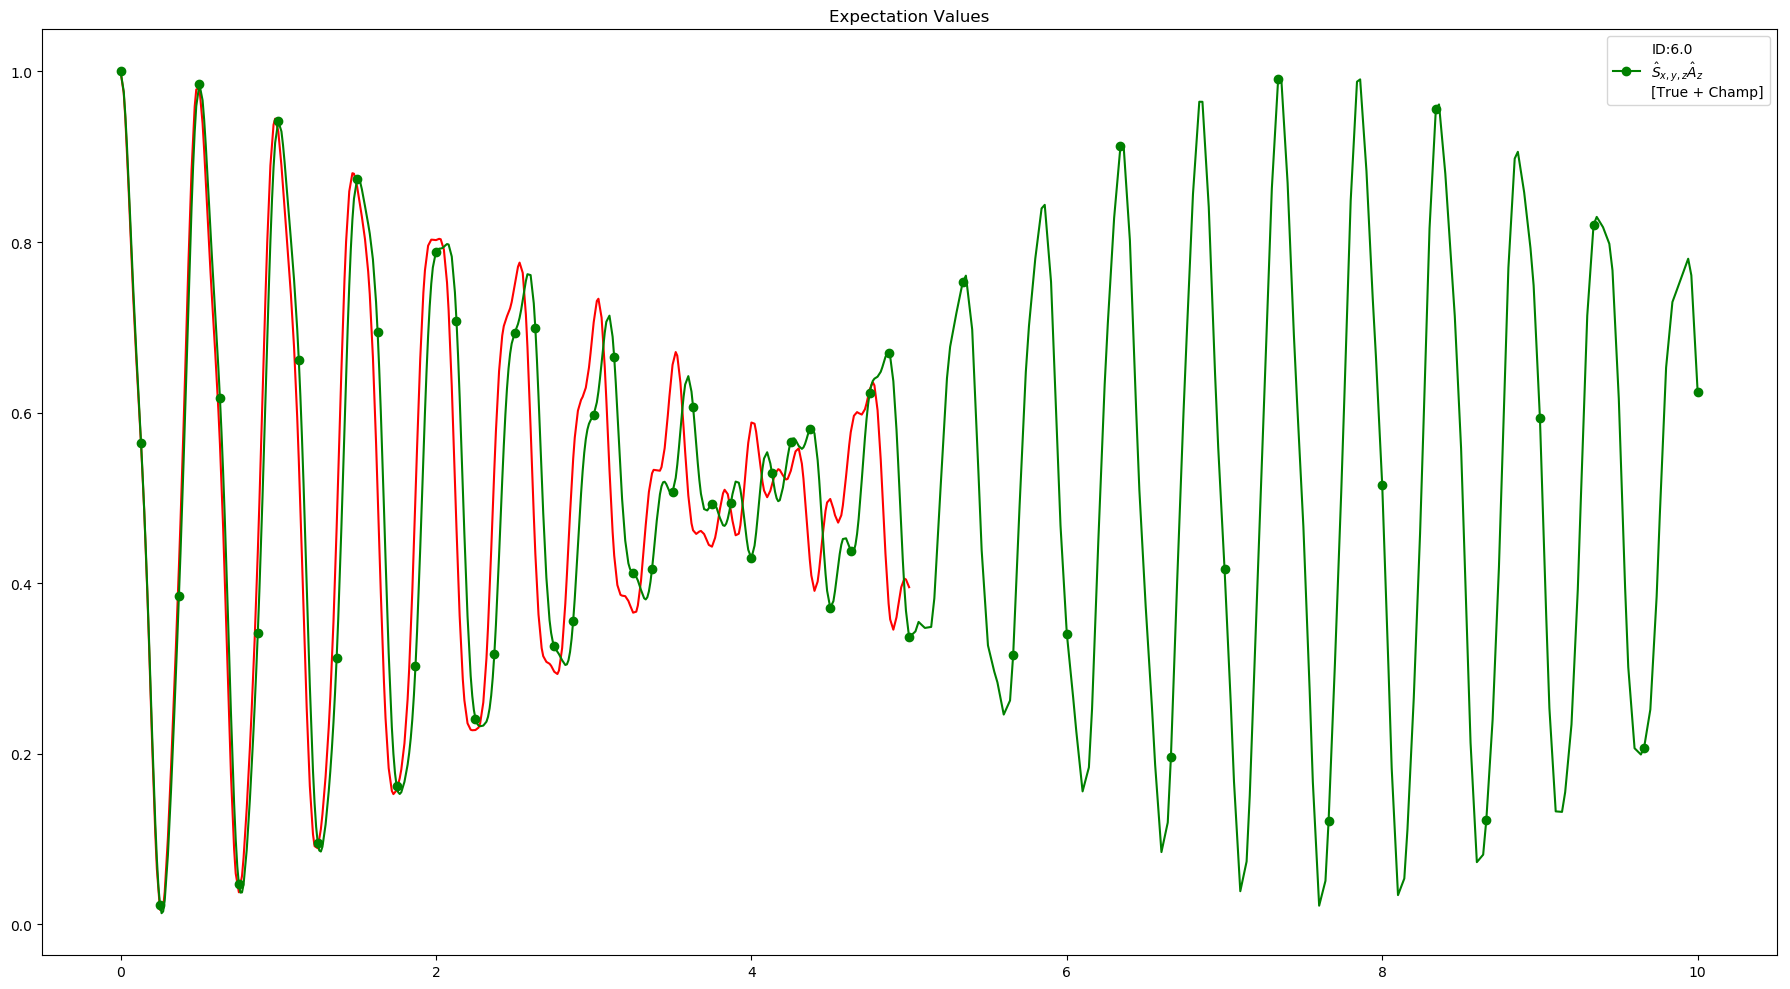 Expectation Values
ID:6.0
$\hat{S}_{x,y,z}\hat{A}_z$
[True + Champ]
1.0
0.8
0.6
0.4
0.2
0.0
0 2 4 6 8 10